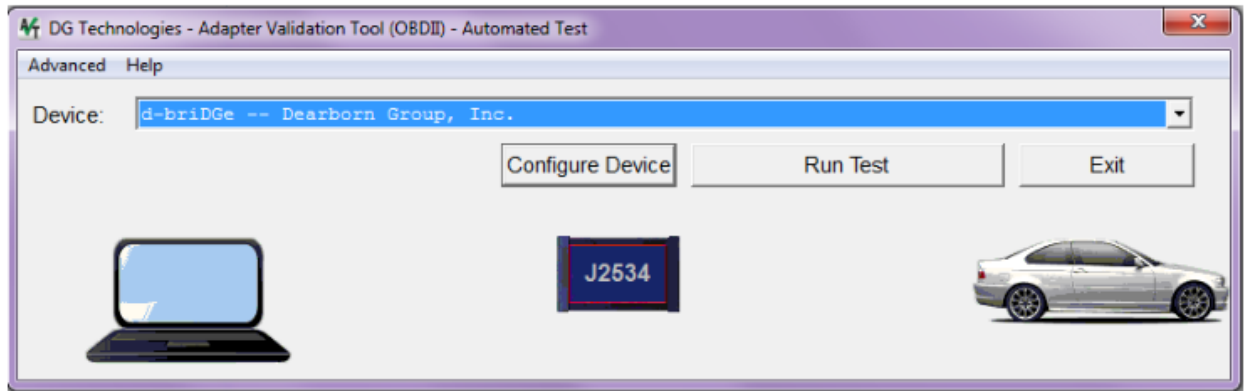 DG Technologies - Adapter Validation Tool (OBDII) - Automated Test
Advanced Help
Device: d-briDGe -- Dearborn Group, Inc.
Configure Device Run Test Exit
J2534